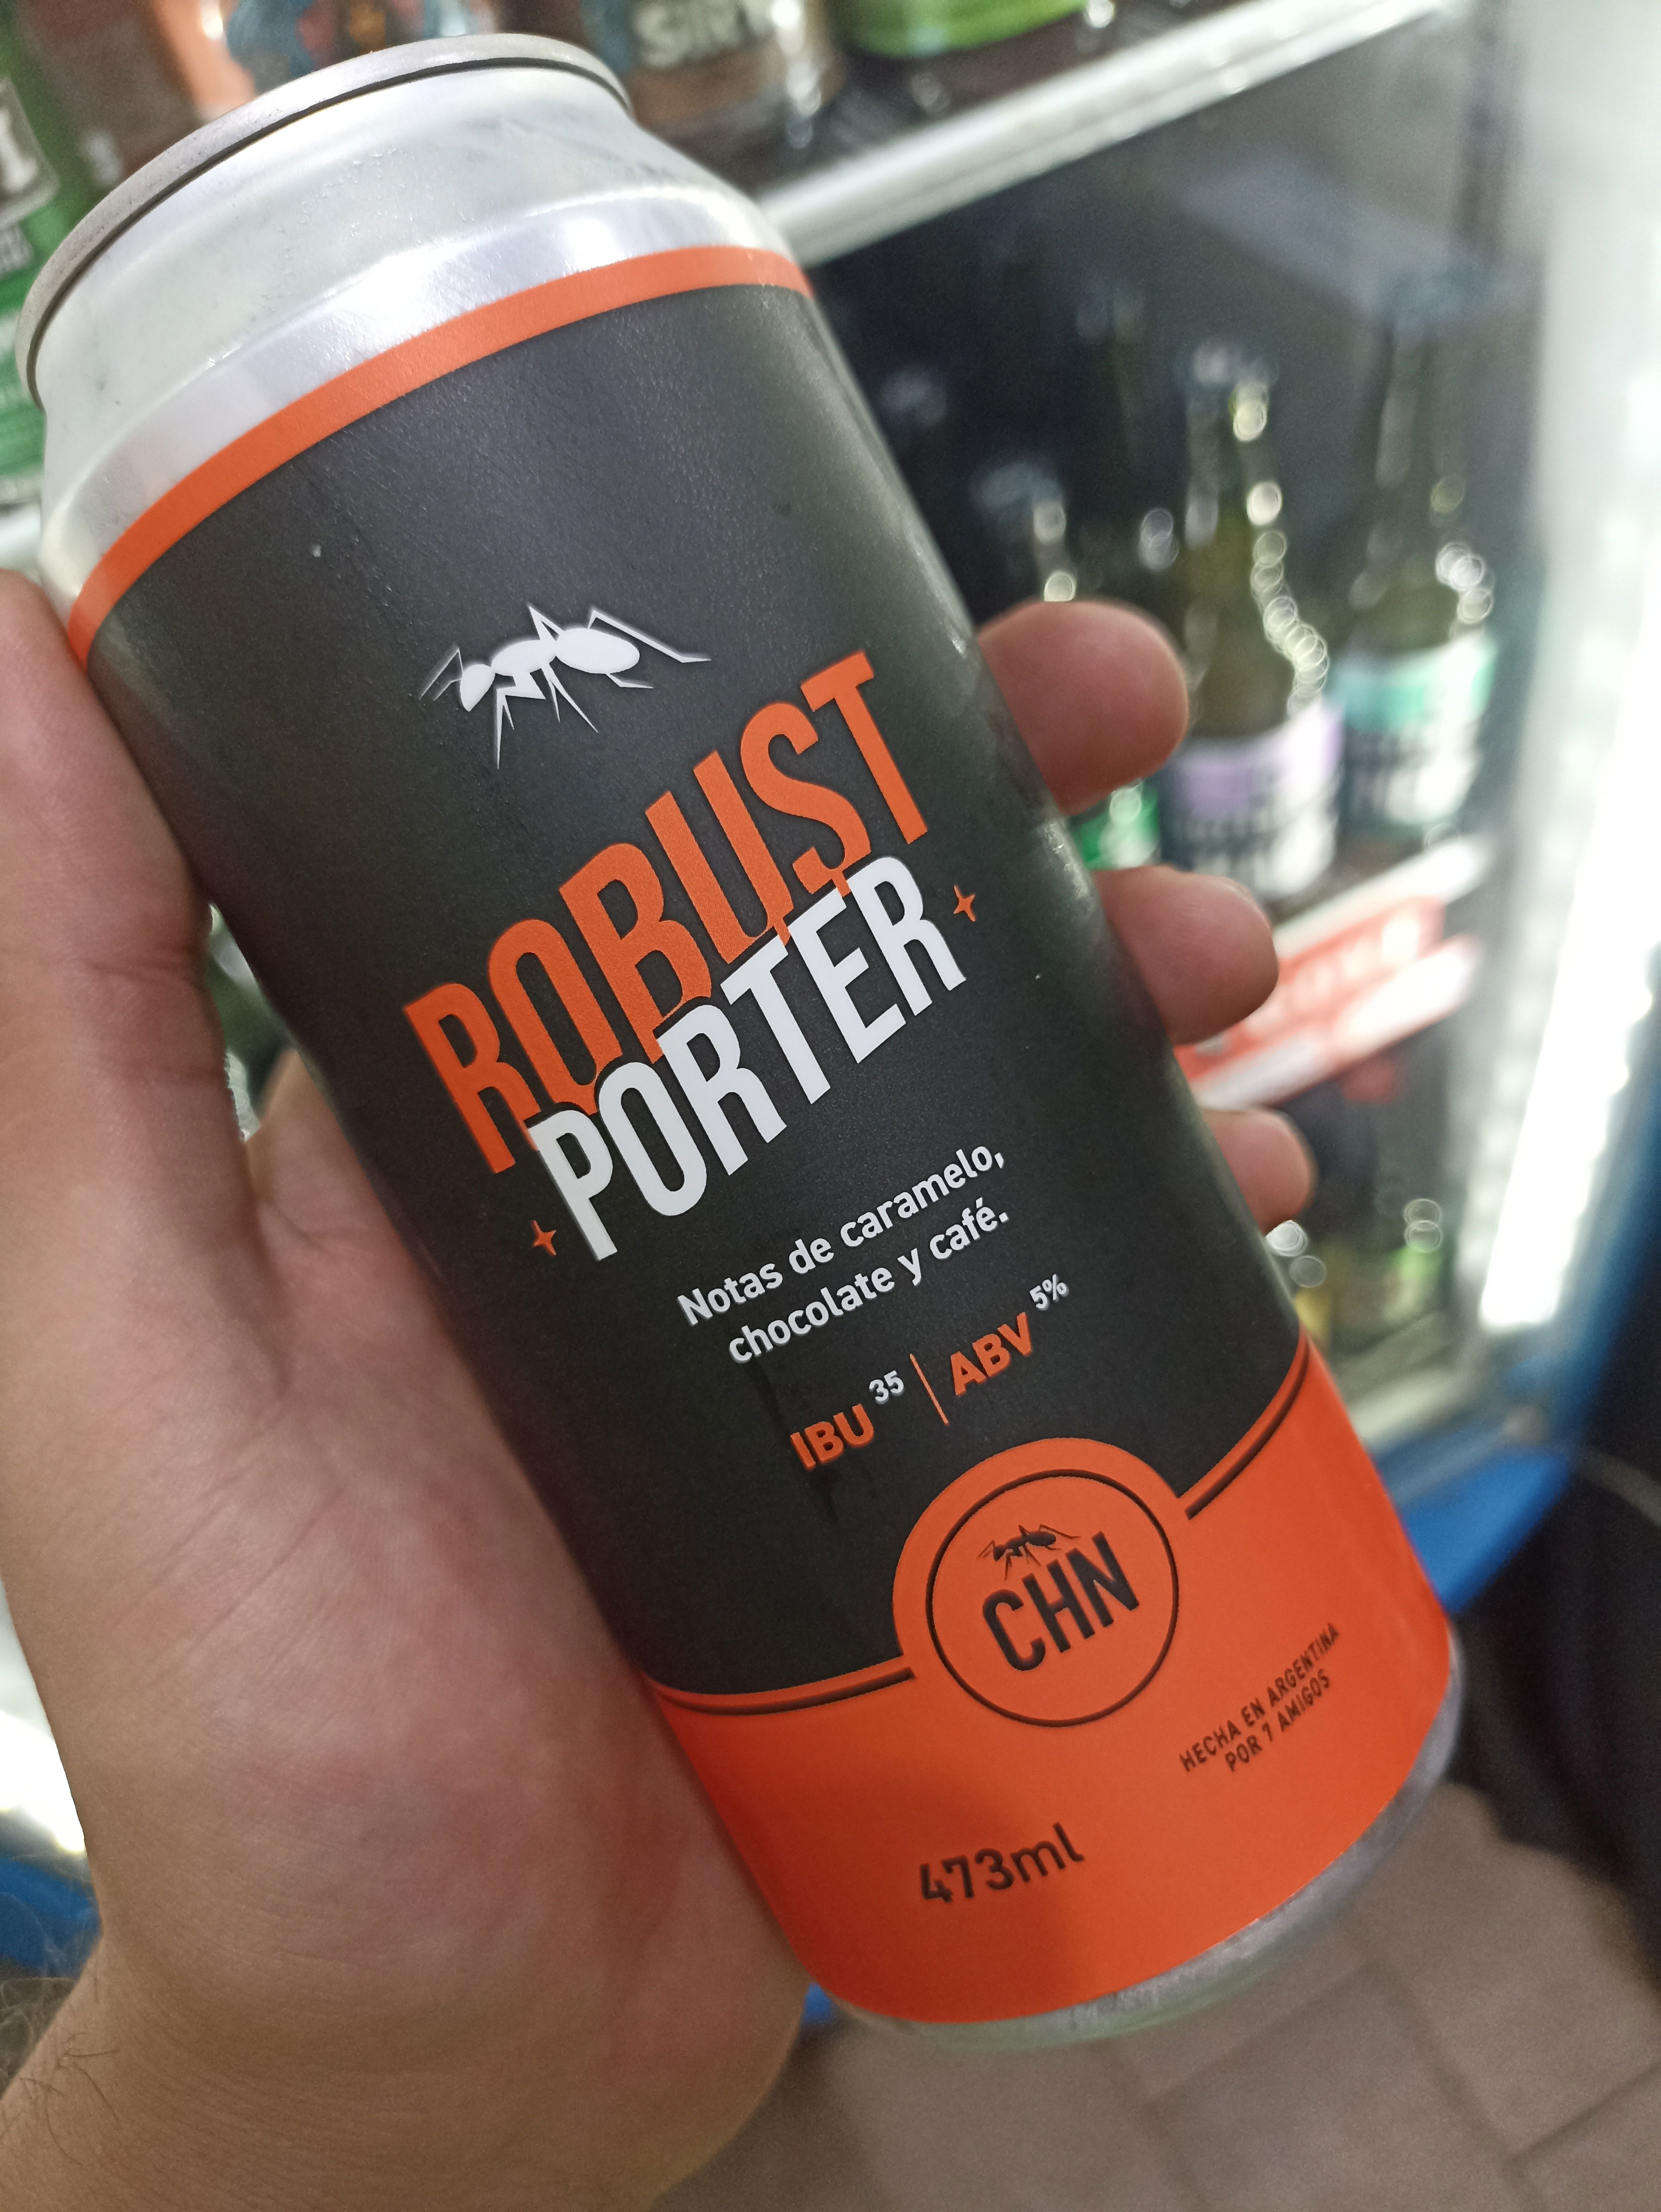 ROBUST
PORTER
Notas de caramelo,
chocolate y café.
IBU 35 | ABV 5%
CHN
HECHA EN ARGENTINA
POR 7 AMIGOS
473ml